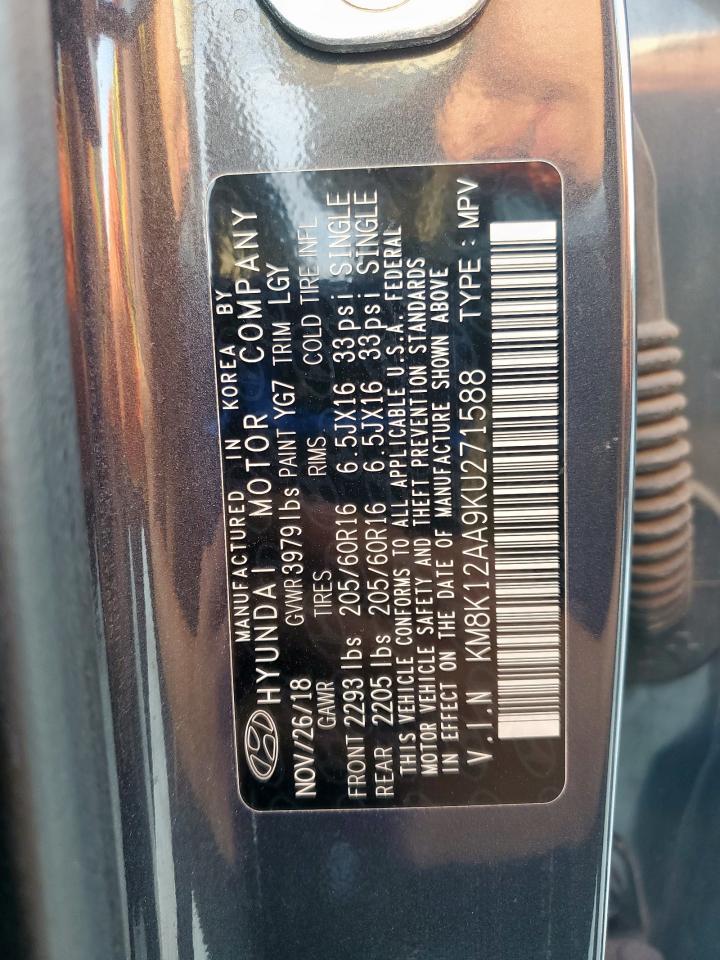 MANUFACTURED IN KOREA BY
HYUNDAI MOTOR COMPANY
NOV/26/18 GVWR 3979 lbs PAINT YG7 TRIM LGY
GAWR TIRES RIMS COLD TIRE INFL
FRONT 2293 lbs 205/60R16 6.5JX16 33psi SINGLE
REAR 2205 lbs 205/60R16 6.5JX16 33psi SINGLE
THIS VEHICLE CONFORMS TO ALL APPLICABLE U.S.A. FEDERAL
MOTOR VEHICLE SAFETY AND THEFT PREVENTION STANDARDS
IN EFFECT ON THE DATE OF MANUFACTURE SHOWN ABOVE
V.I.N KM8K12AA9KU271588 TYPE : MPV